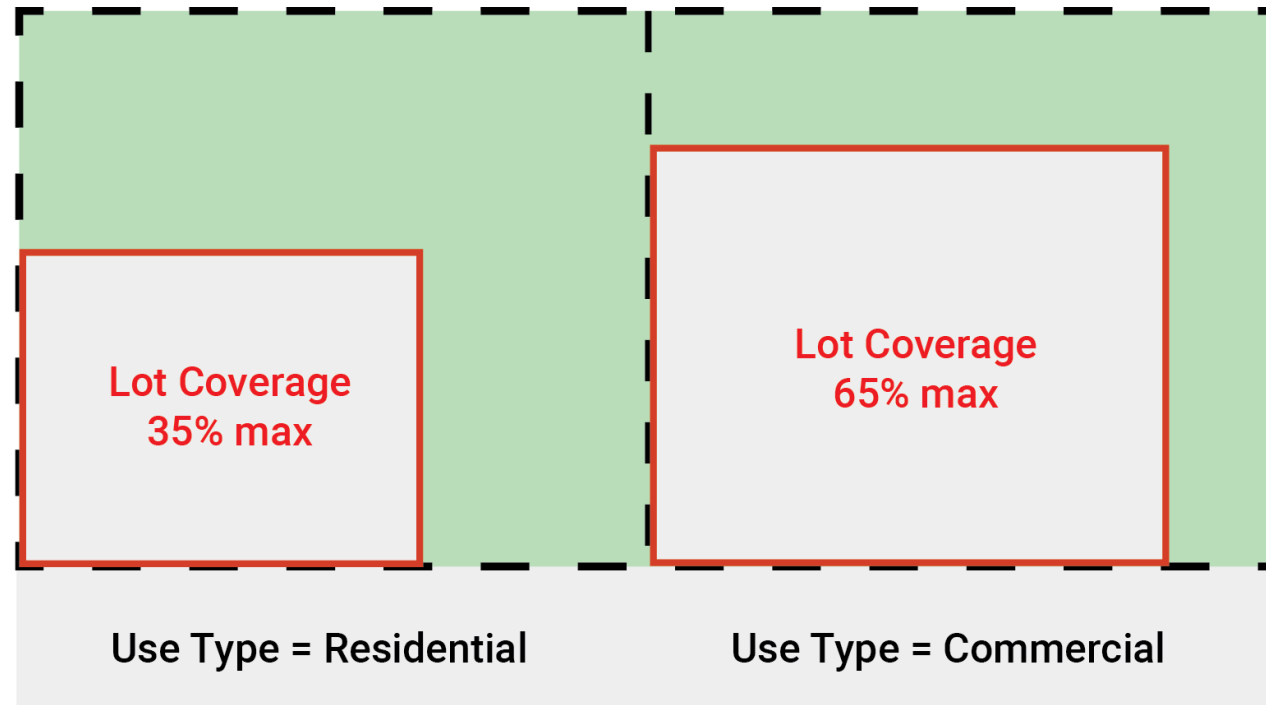 Lot Coverage
35% max
Lot Coverage
65% max
Use Type = Residential
Use Type = Commercial